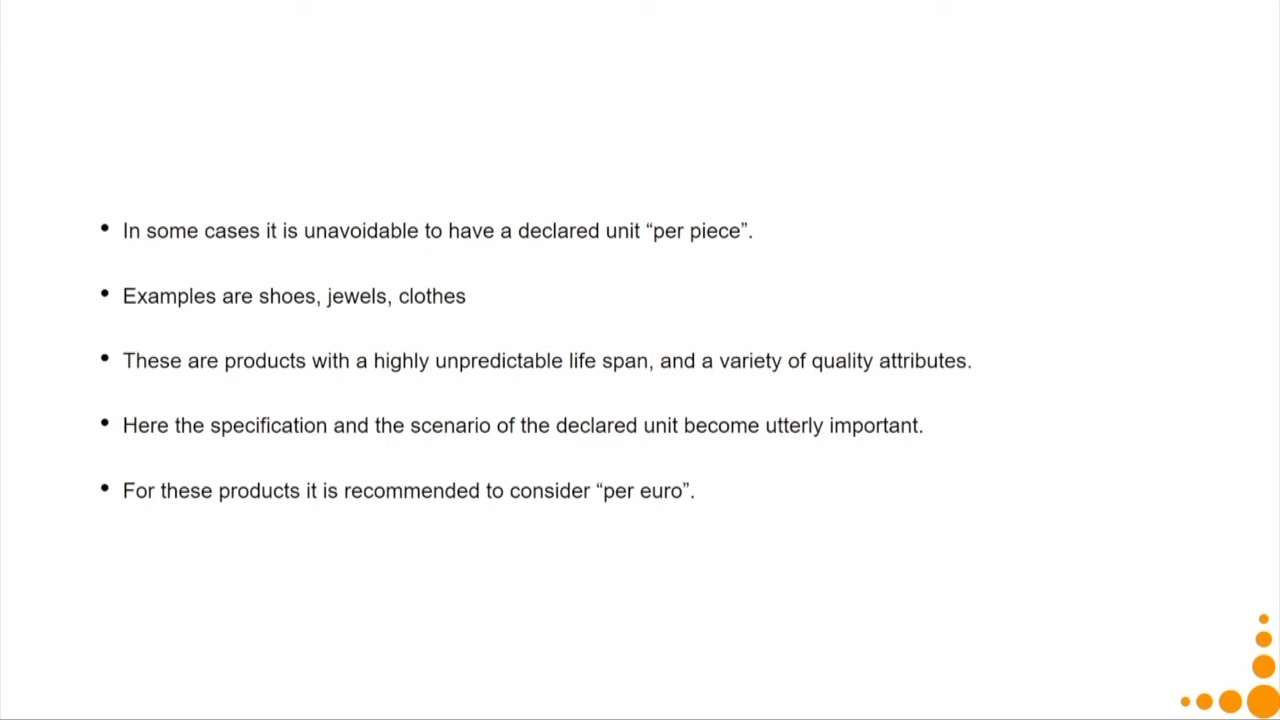 • In some cases it is unavoidable to have a declared unit “per piece”.
• Examples are shoes, jewels, clothes
• These are products with a highly unpredictable life span, and a variety of quality attributes.
• Here the specification and the scenario of the declared unit become utterly important.
• For these products it is recommended to consider “per euro”.